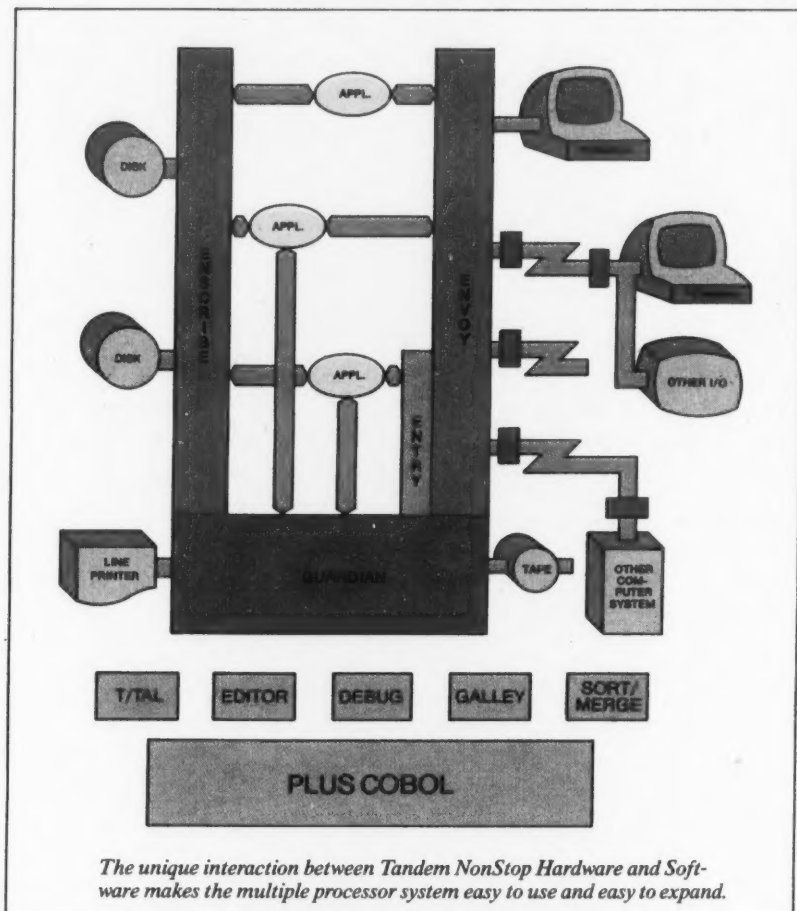 APPL.
DISK
APPL.
ENSCRIBE
ENVOY
DISK
APPL.
OTHER I/O
ENTRY
LINE
PRINTER
GUARDIAN
TAPE
OTHER
COM-
PUTER
SYSTEM
T/TAL
EDITOR
DEBUG
GALLEY
SORT/
MERGE
PLUS COBOL
The unique interaction between Tandem NonStop Hardware and Soft-
ware makes the multiple processor system easy to use and easy to expand.